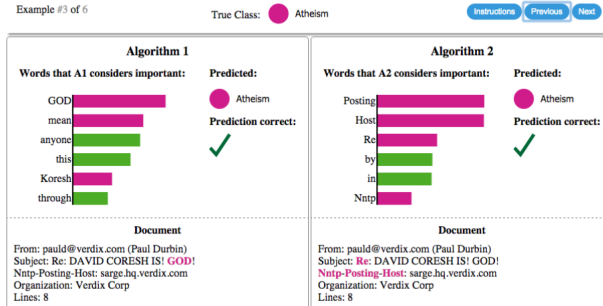 Example #3 of 6
True Class: Atheism
Instructions Previous Next
Algorithm 1
Words that A1 considers important: Predicted:
GOD
mean
anyone
this
Koresh
through
Atheism
Prediction correct:
Document
From: pauld@verdix.com (Paul Durbin)
Subject: Re: DAVID CORESH IS! GOD!
Nntp-Posting-Host: sarge.hq.verdix.com
Organization: Verdix Corp
Lines: 8
Algorithm 2
Words that A2 considers important: Predicted:
Posting
Host
Re
by
in
Nntp
Atheism
Prediction correct:
Document
From: pauld@verdix.com (Paul Durbin)
Subject: Re: DAVID CORESH IS! GOD!
Nntp-Posting-Host: sarge.hq.verdix.com
Organization: Verdix Corp
Lines: 8